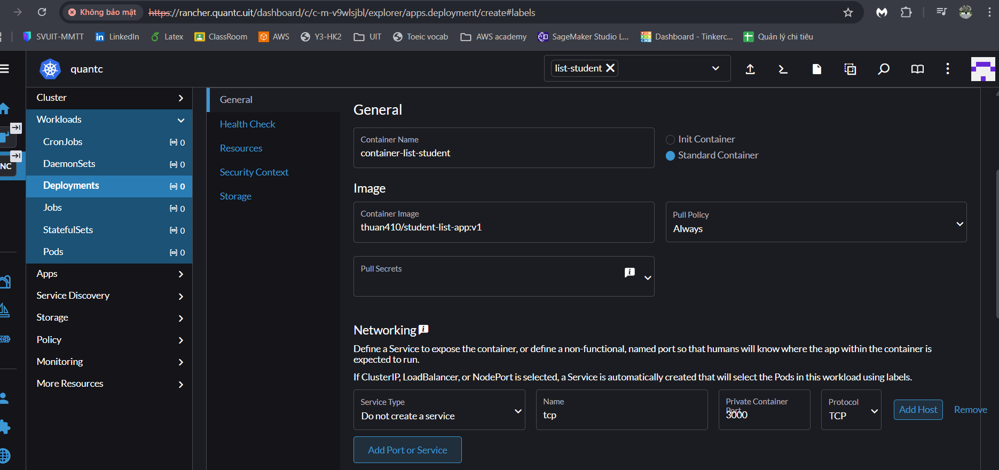 Không bảo mật https://rancher.quantc.uit/dashboard/c/c-m-v9wlsjbl/explorer/apps.deployment/create#labels
SVUIT-MMTT LinkedIn Latex ClassRoom AWS Y3-HK2 UIT Toeic vocab AWS academy SageMaker Studio L... Dashboard - Tinkerc... Quản lý chi tiêu
quantc list-student
NC
Cluster
Workloads
CronJobs 0
DaemonSets 0
Deployments 0
Jobs 0
StatefulSets 0
Pods 0
Apps
Service Discovery
Storage
Policy
Monitoring
More Resources
General
Health Check
Resources
Security Context
Storage
General
Container Name
container-list-student
Init Container
Standard Container
Image
Container Image
thuan410/student-list-app:v1
Pull Policy
Always
Pull Secrets
Networking
Define a Service to expose the container, or define a non-functional, named port so that humans will know where the app within the container is
expected to run.
If ClusterIP, LoadBalancer, or NodePort is selected, a Service is automatically created that will select the Pods in this workload using labels.
Service Type
Do not create a service
Name
tcp
Private Container
Port
3000
Protocol
TCP
Add Host
Remove
Add Port or Service